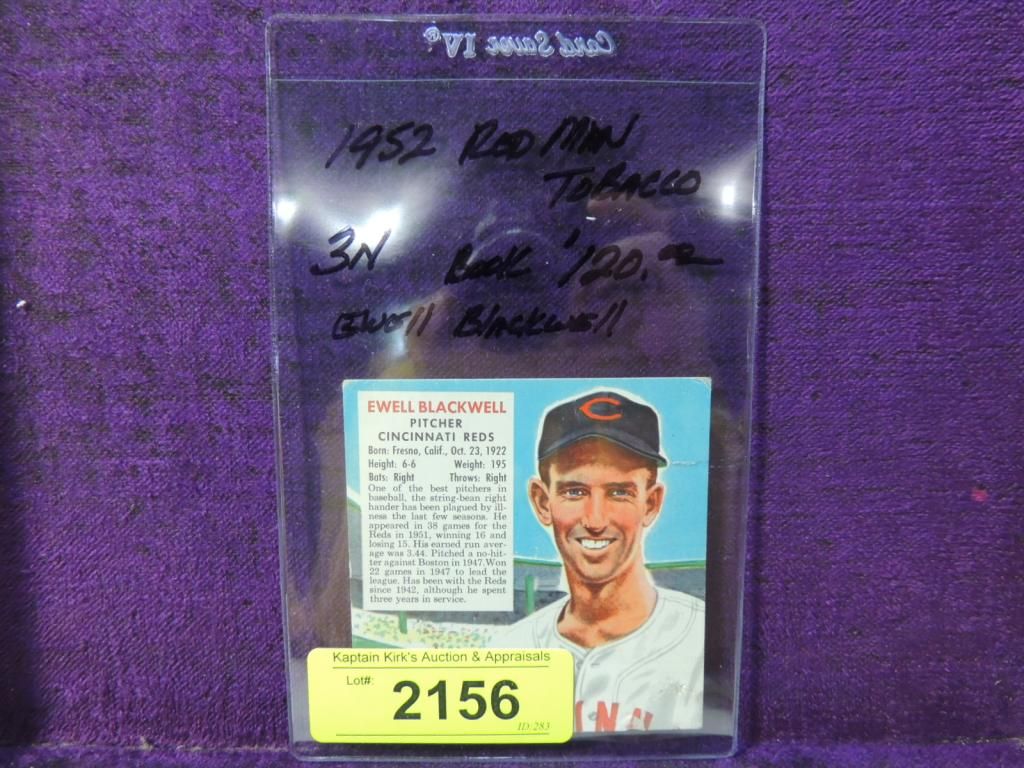 Card Saver IV®
1952 RED MAN
TOBACCO
3N BOOK $120.00
EWEll BlackwEll
EWELL BLACKWELL
PITCHER
CINCINNATI REDS
Born: Fresno, Calif., Oct. 23, 1922
Height: 6-6 Weight: 195
Bats: Right Throws: Right
One of the best pitchers in
baseball, the string-bean right
hander has been plagued by ill-
ness the last few seasons. He
appeared in 38 games for the
Reds in 1951, winning 16 and
losing 15. His earned run aver-
age was 3.44. Pitched a no-hit-
ter against Boston in 1947. Won
22 games in 1947 to lead the
league. Has been with the Reds
since 1942, although he spent
three years in service.
C
Kaptain Kirk's Auction & Appraisals
Lot#: 2156
ID:283